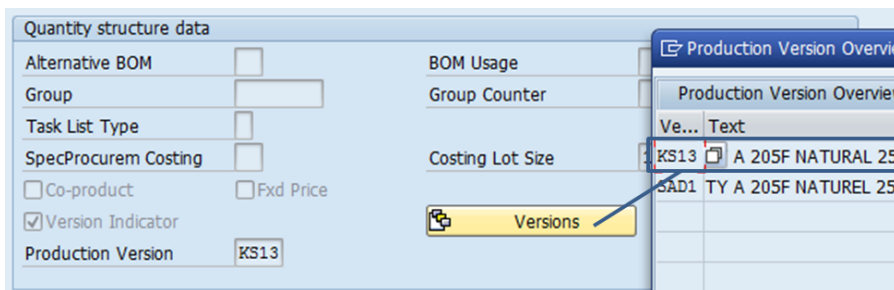 Quantity structure data
Alternative BOM
BOM Usage
Group
Group Counter
Task List Type
SpecProcurem Costing
Costing Lot Size
1
Co-product
Fxd Price
Version Indicator
Versions
Production Version
KS13
Production Version Overvie
Production Version Overvie
Ve... Text
KS13 A 205F NATURAL 25
SAD1 TY A 205F NATUREL 25